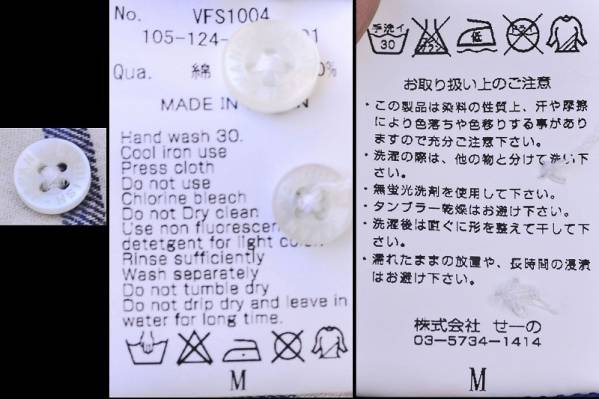 No. VFS1004
105-124- 01
Qua. 綿 0%
MADE IN
Hand wash 30.
Cool iron use
Press cloth
Do not use
Chlorine bleach
Do not Dry clean
Use non fluorescen
detetgent for light
Rinse sufficiently
Wash separately
Do not tumble dry
Do not drip dry and leave in
water for long time.
M
手洗イ
30
低
お取り扱い上のご注意
・この製品は染料の性質上、汗や摩擦
により色落ちや色移りする事があり
ますので充分ご注意下さい。
・洗濯の際は、他の物と分けて洗い下
さい。
・無蛍光洗剤を使用して下さい。
・タンブラー乾燥はお避け下さい。
・洗濯後は直ぐに形を整えて干して下
さい。
・濡れたままの放置や、長時間の浸漬
はお避け下さい。
株式会社 せーの
03-5734-1414
M